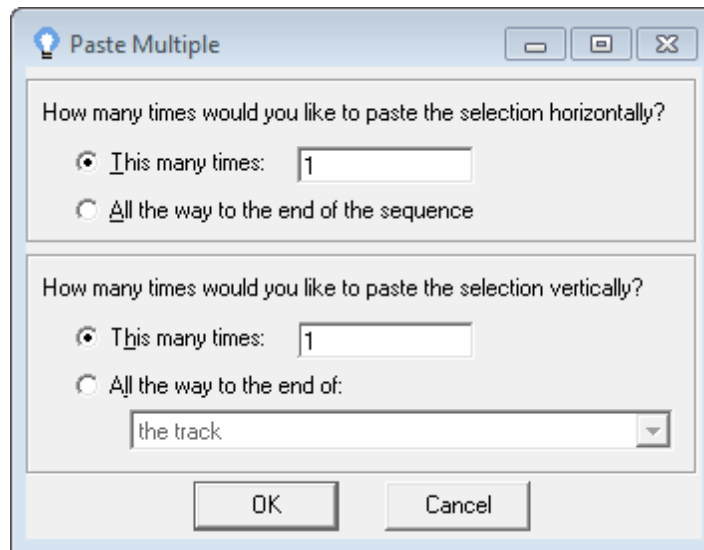 Paste Multiple
How many times would you like to paste the selection horizontally?
This many times: 1
All the way to the end of the sequence
How many times would you like to paste the selection vertically?
This many times: 1
All the way to the end of:
the track
OK Cancel